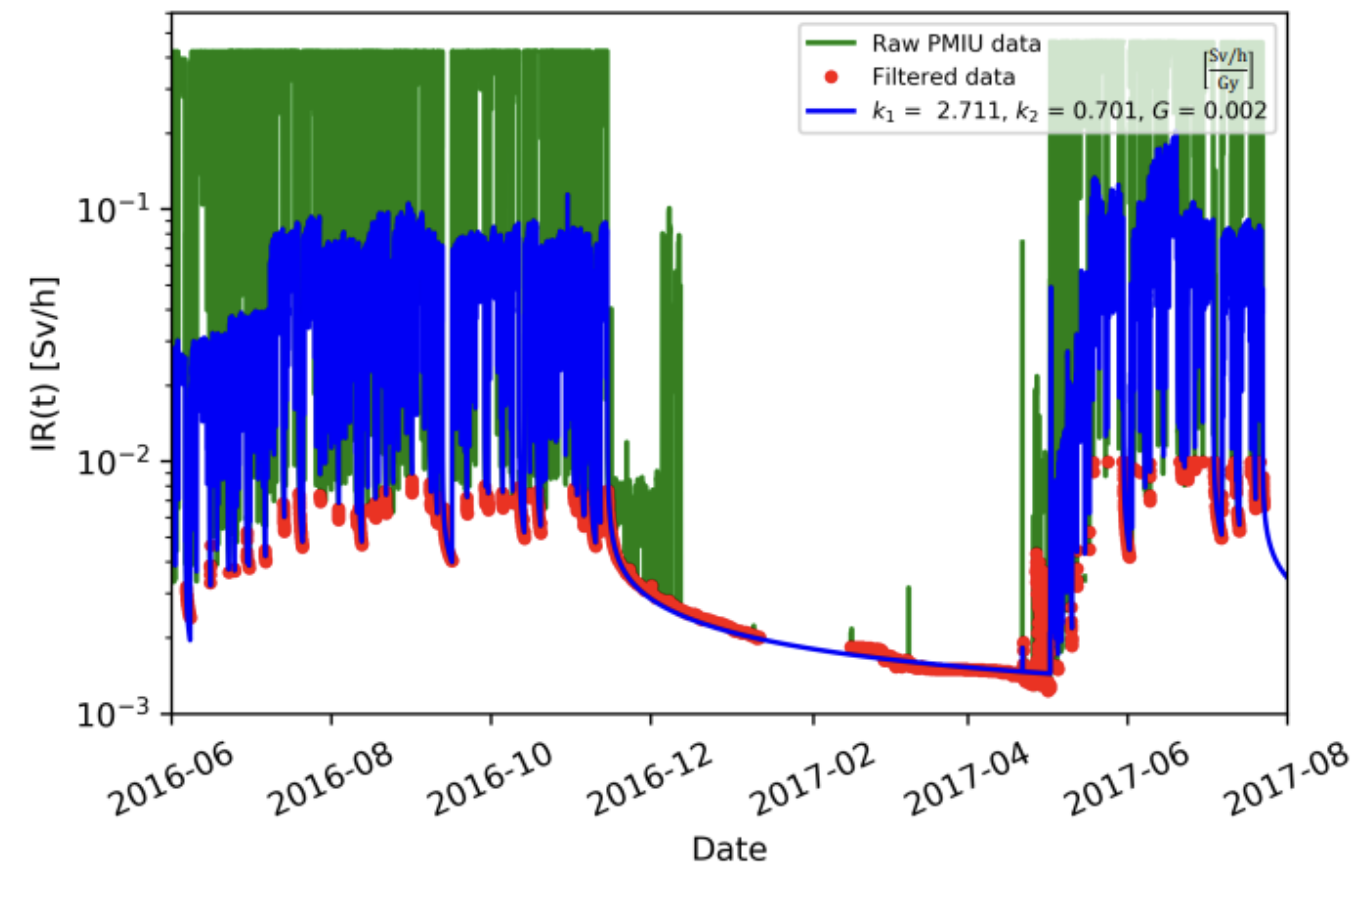 Raw PMIU data
Filtered data
[Sv/h / Gy]
k₁ = 2.711, k₂ = 0.701, G = 0.002
IR(t) [Sv/h]
10⁻¹
10⁻²
10⁻³
2016-06 2016-08 2016-10 2016-12 2017-02 2017-04 2017-06 2017-08
Date